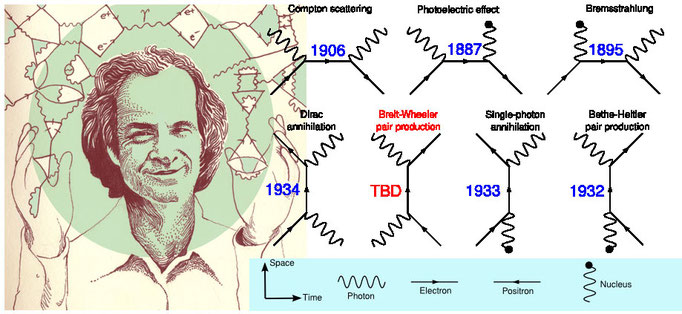 Compton scattering
Photoelectric effect
Bremsstrahlung
1906
1887
1895
Dirac
annihilation
Breit-Wheeler
pair production
Single-photon
annihilation
Bethe-Heitler
pair production
1934
TBD
1933
1932
Space
Time
Photon
Electron
Positron
Nucleus